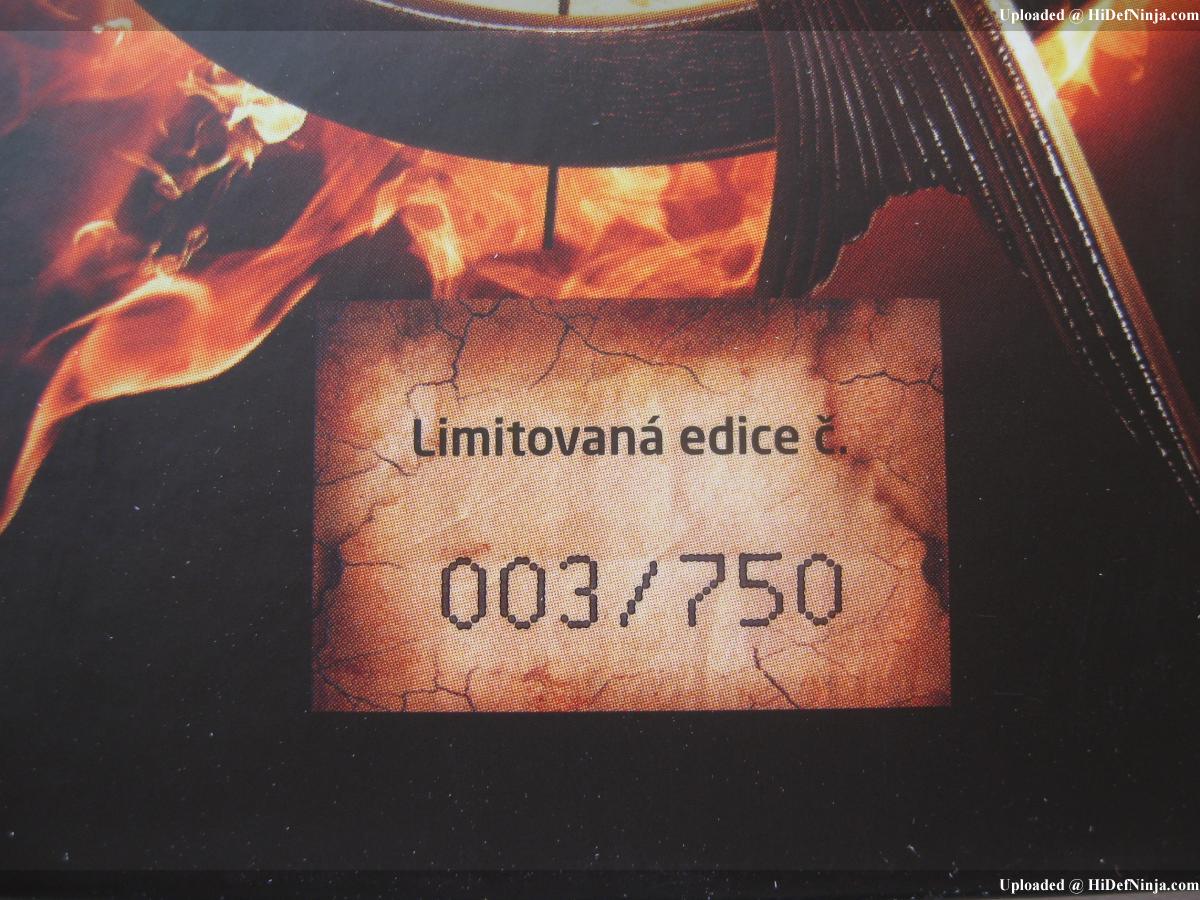 Uploaded @ HiDefNinja.com
Limitovaná edice č.
003/750
Uploaded @ HiDefNinja.com